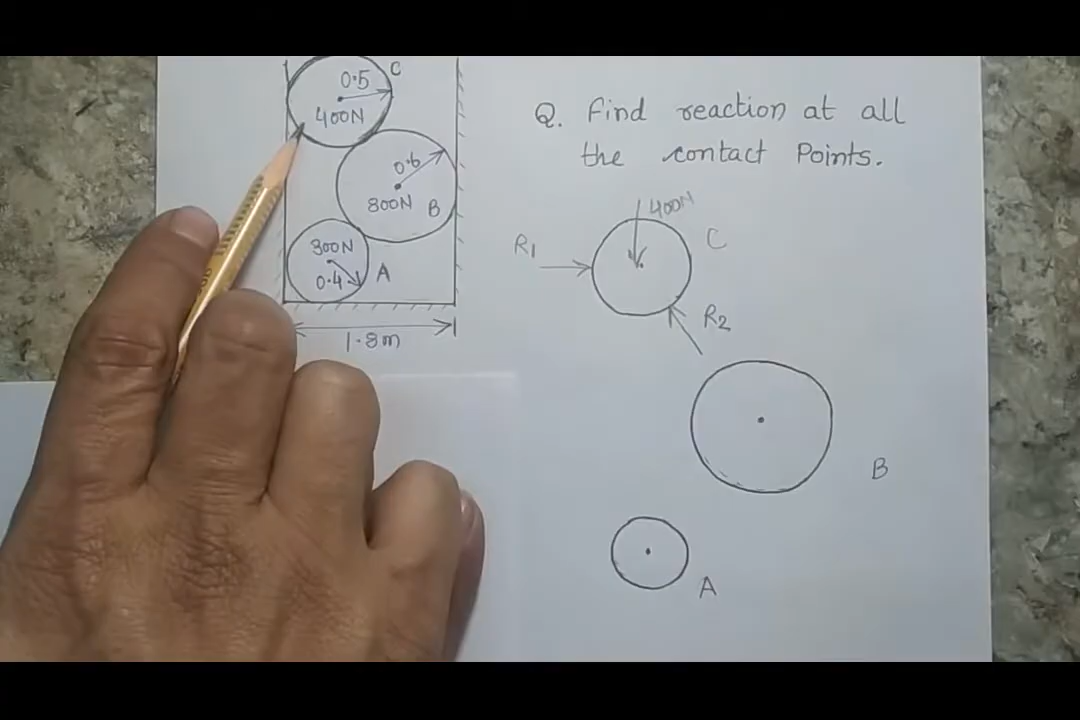 0.5
C
400N
0.6
800N
B
300N
0.4
A
1.8m
Q. Find reaction at all
the contact Points.
400N
C
R1
R2
B
A